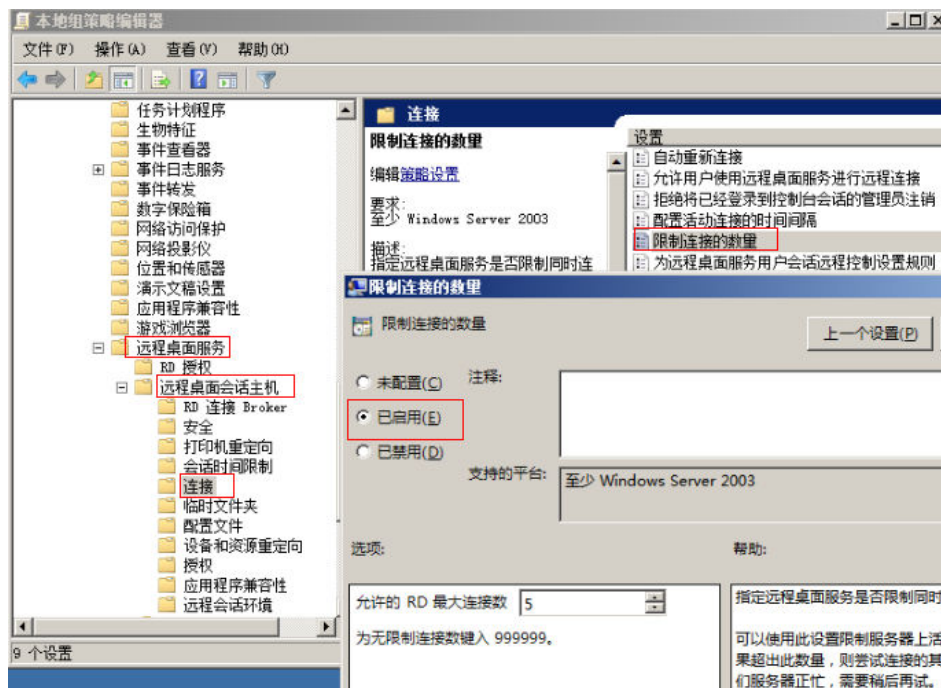 本地组策略编辑器
文件(F) 操作(A) 查看(V) 帮助(H)
任务计划程序
生物特征
事件查看器
事件日志服务
事件转发
数字保险箱
网络访问保护
网络投影仪
位置和传感器
演示文稿设置
应用程序兼容性
游戏浏览器
远程桌面服务
RD 授权
远程桌面会话主机
RD 连接 Broker
安全
打印机重定向
会话时间限制
连接
临时文件夹
配置文件
设备和资源重定向
授权
应用程序兼容性
远程会话环境
9 个设置
连接
限制连接的数量
编辑策略设置
要求:
至少 Windows Server 2003
描述:
指定远程桌面服务是否限制同时连
设置
自动重新连接
允许用户使用远程桌面服务进行远程连接
拒绝将已经登录到控制台会话的管理员注销
配置活动连接的时间间隔
限制连接的数量
为远程桌面服务用户会话远程控制设置规则
限制连接的数量
限制连接的数量
上一个设置(P)
未配置(C) 注释:
已启用(E)
已禁用(D)
支持的平台: 至少 Windows Server 2003
选项: 帮助:
允许的 RD 最大连接数 5
为无限制连接数键入 999999。
指定远程桌面服务是否限制同时
可以使用此设置限制服务器上活
果超出此数量，则尝试连接的其
们服务器正忙，需要稍后再试。